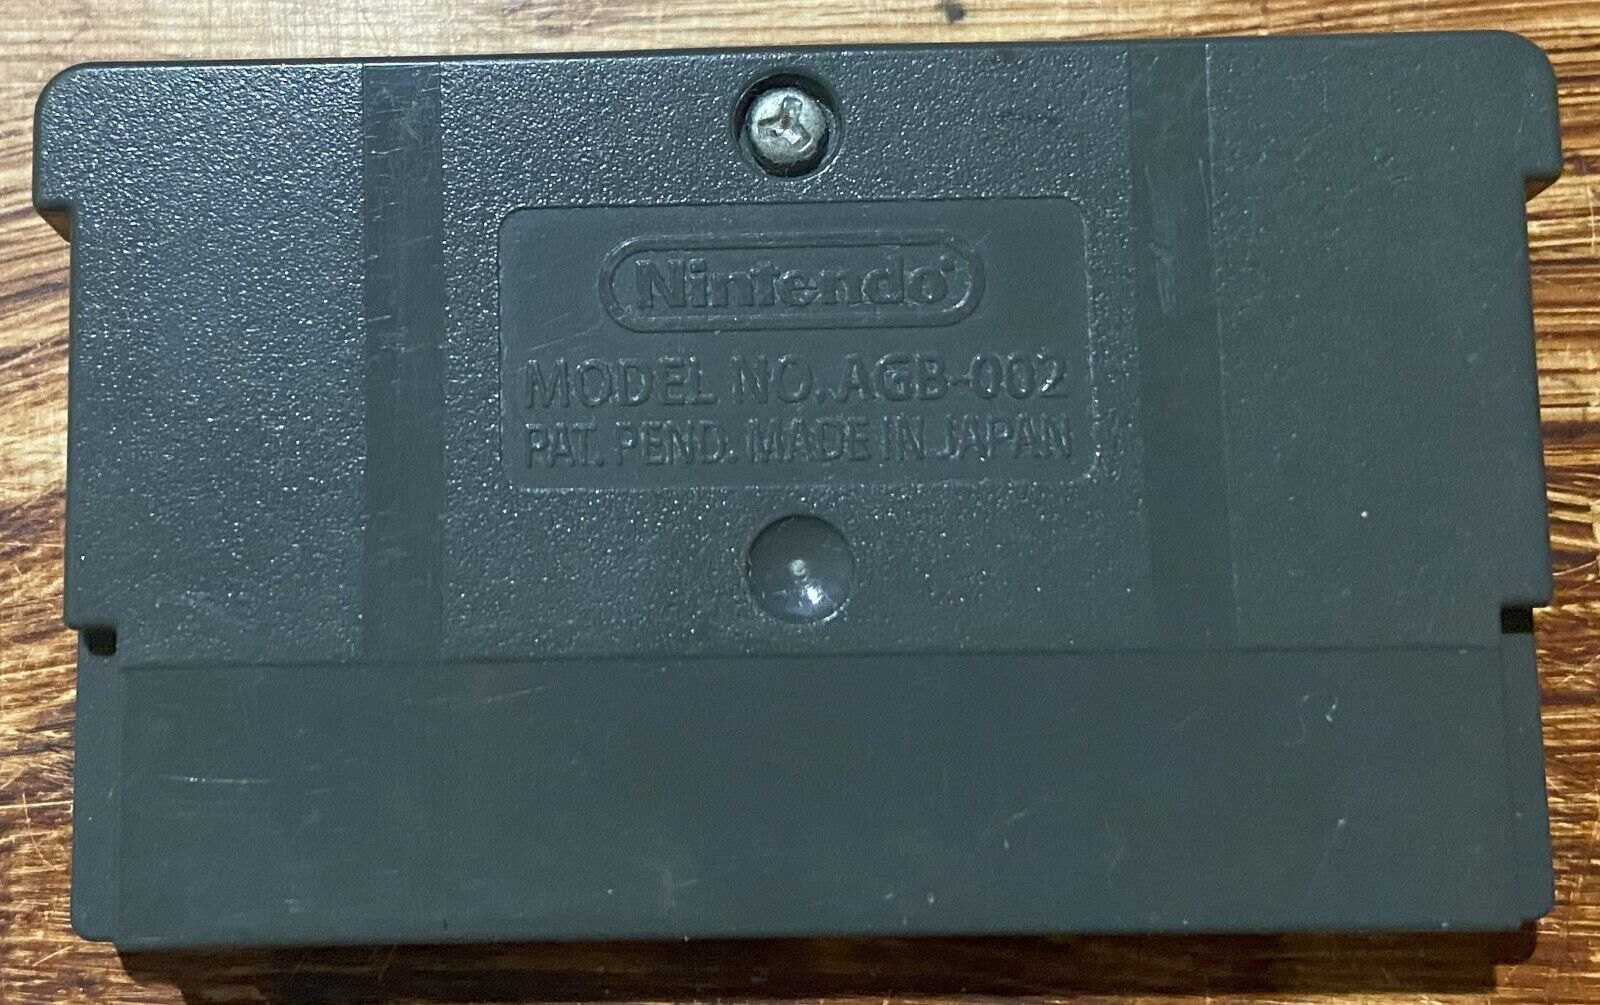 Nintendo®
MODEL NO. AGB-002
PAT. PEND. MADE IN JAPAN